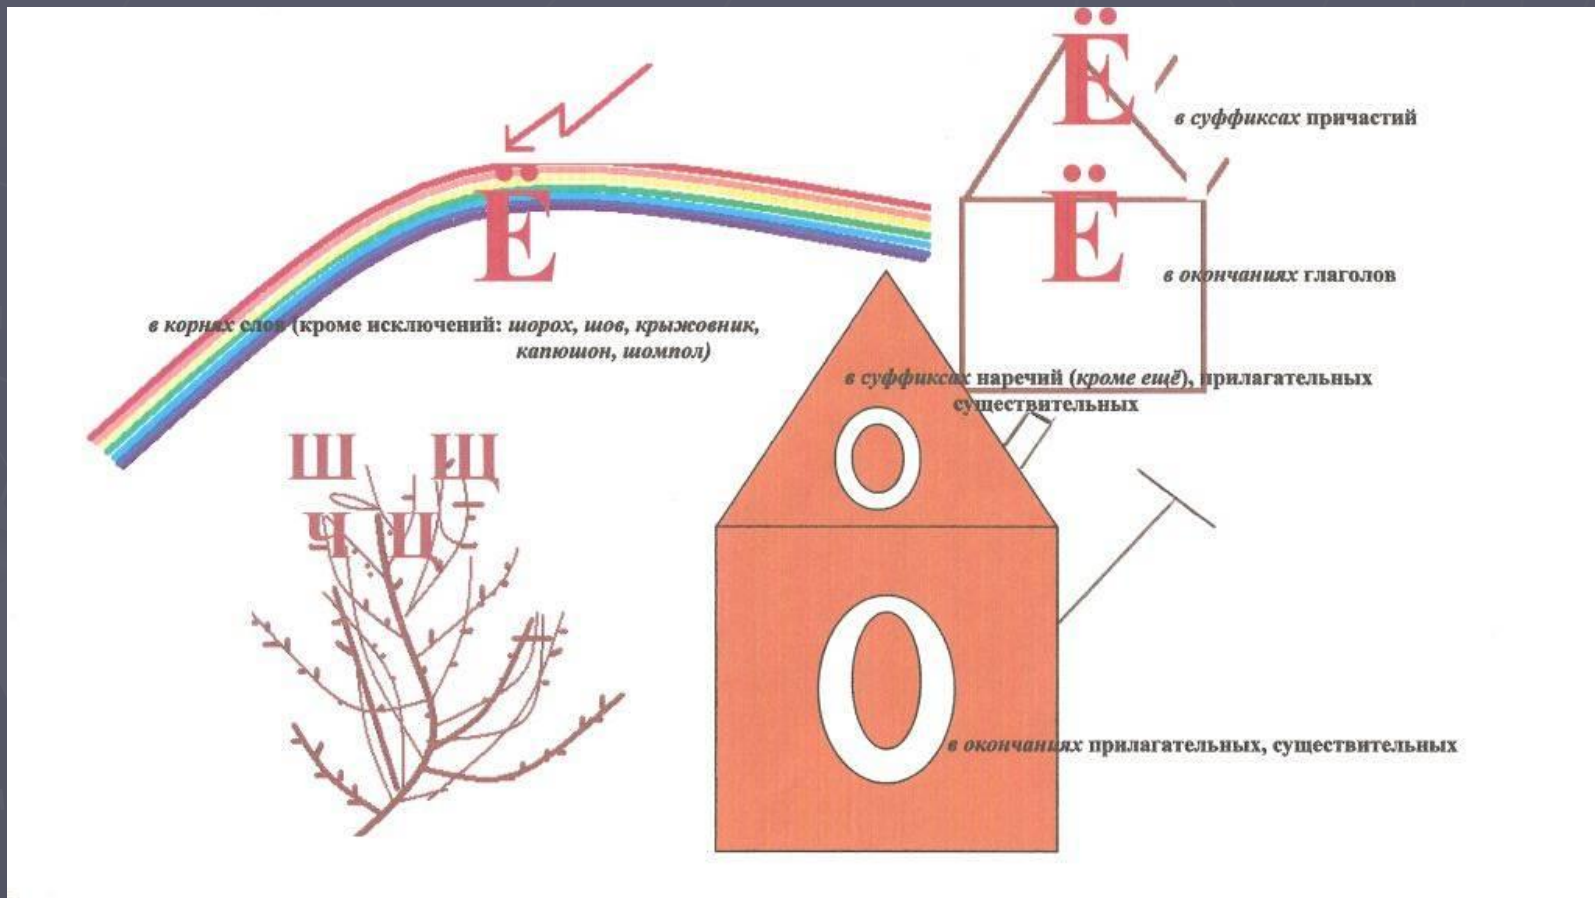 Ё
в суффиксах причастий
Ё
Ё
в окончаниях глаголов
в корнях слов (кроме исключений: шорох, шов, крыжовник,
капюшон, шомпол)
в суффиксах наречий (кроме ещё), прилагательных
существительных
О
Ш Щ
Ч Ц
О
в окончаниях прилагательных, существительных